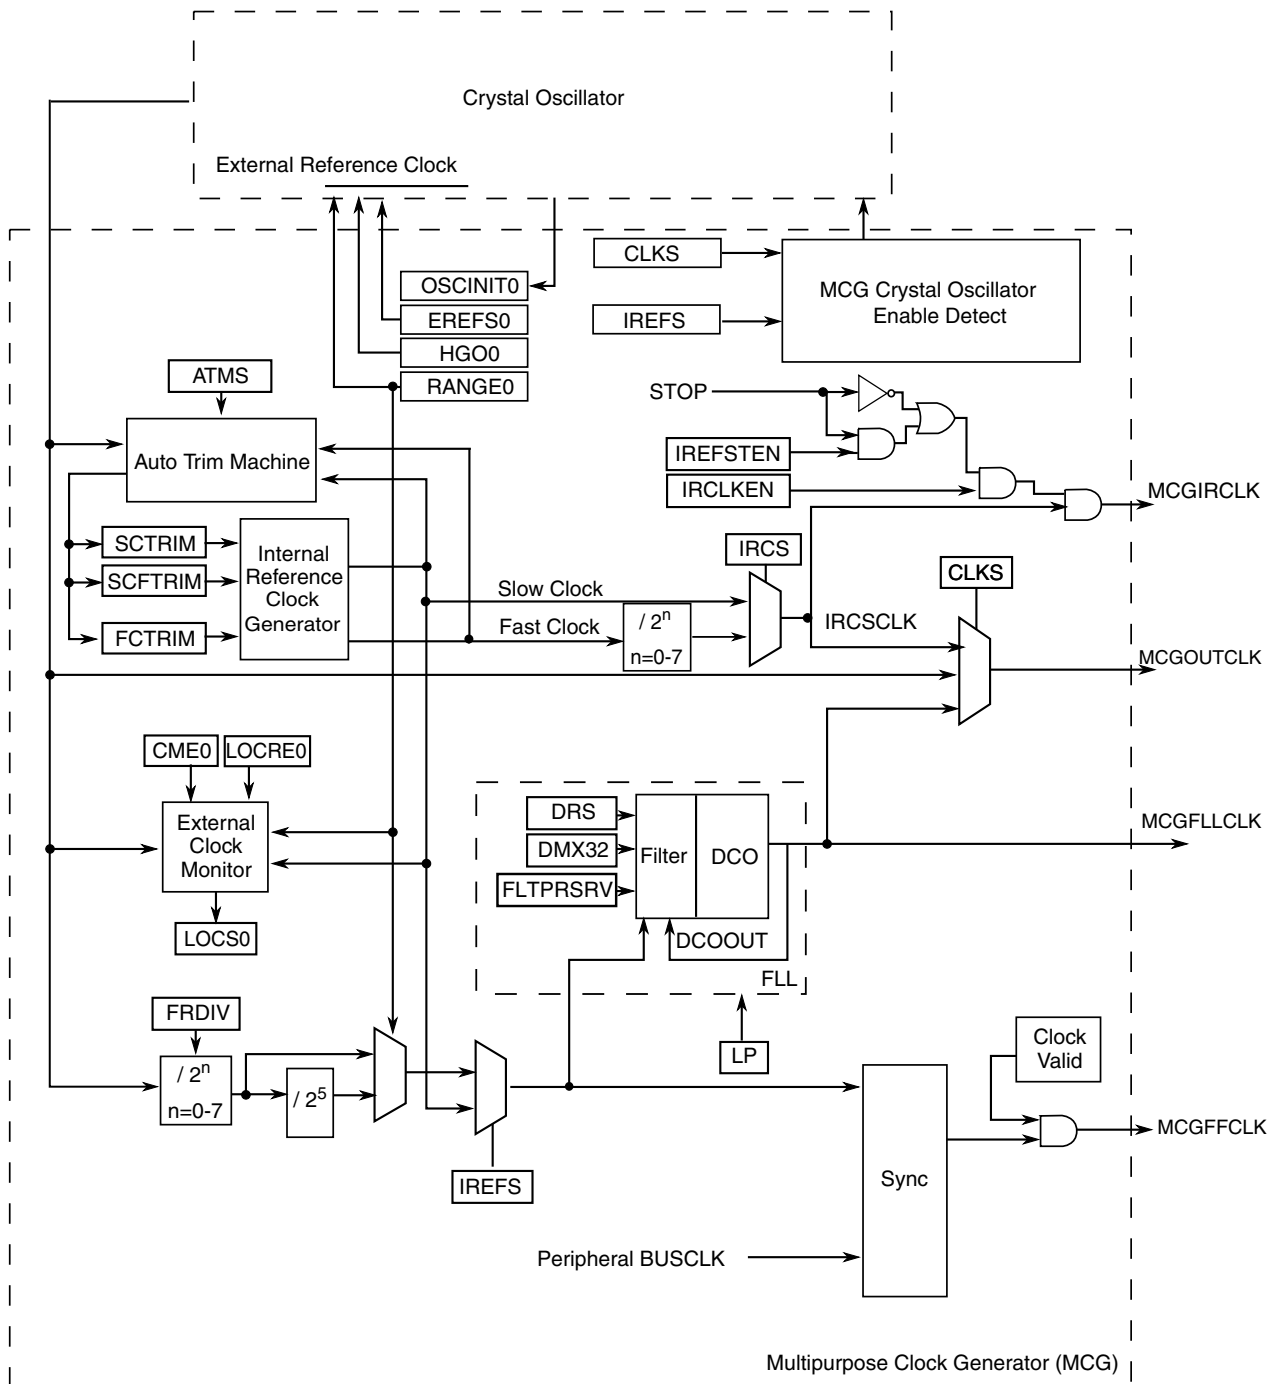 Crystal Oscillator
External Reference Clock
CLKS
OSCINIT0
MCG Crystal Oscillator
Enable Detect
EREFS0
IREFS
HGO0
RANGE0
ATMS
STOP
Auto Trim Machine
IREFSTEN
IRCLKEN
MCGIRCLK
SCTRIM
SCFTRIM
FCTRIM
Internal
Reference
Clock
Generator
IRCS
CLKS
Slow Clock
Fast Clock
/ 2n
n=0-7
IRCSCLK
MCGOUTCLK
CME0
LOCRE0
External
Clock
Monitor
LOCS0
DRS
DMX32
FLTPRSRV
Filter
DCO
DCOOUT
FLL
MCGFLLCLK
LP
FRDIV
/ 2n
n=0-7
/ 25
IREFS
Clock
Valid
MCGFFCLK
Sync
Peripheral BUSCLK
Multipurpose Clock Generator (MCG)